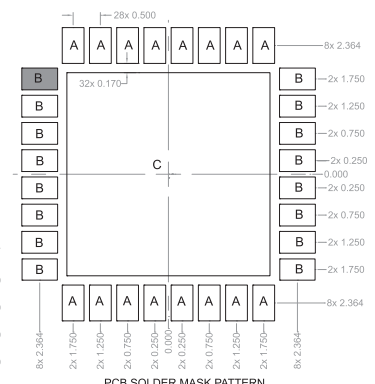 28x 0.500
A A A A A A A A
8x 2.364
32x 0.170
B B 2x 1.750
B B 2x 1.250
B B 2x 0.750
B B 2x 0.250
C
0.000
B B 2x 0.250
B B 2x 0.750
B B 2x 1.250
B B 2x 1.750
A A A A A A A A
8x 2.364
8x 2.364
2x 1.750
2x 1.250
2x 0.750
2x 0.250
0.000
2x 0.250
2x 0.750
2x 1.250
2x 1.750
8x 2.364
PCB SOLDER MASK PATTERN